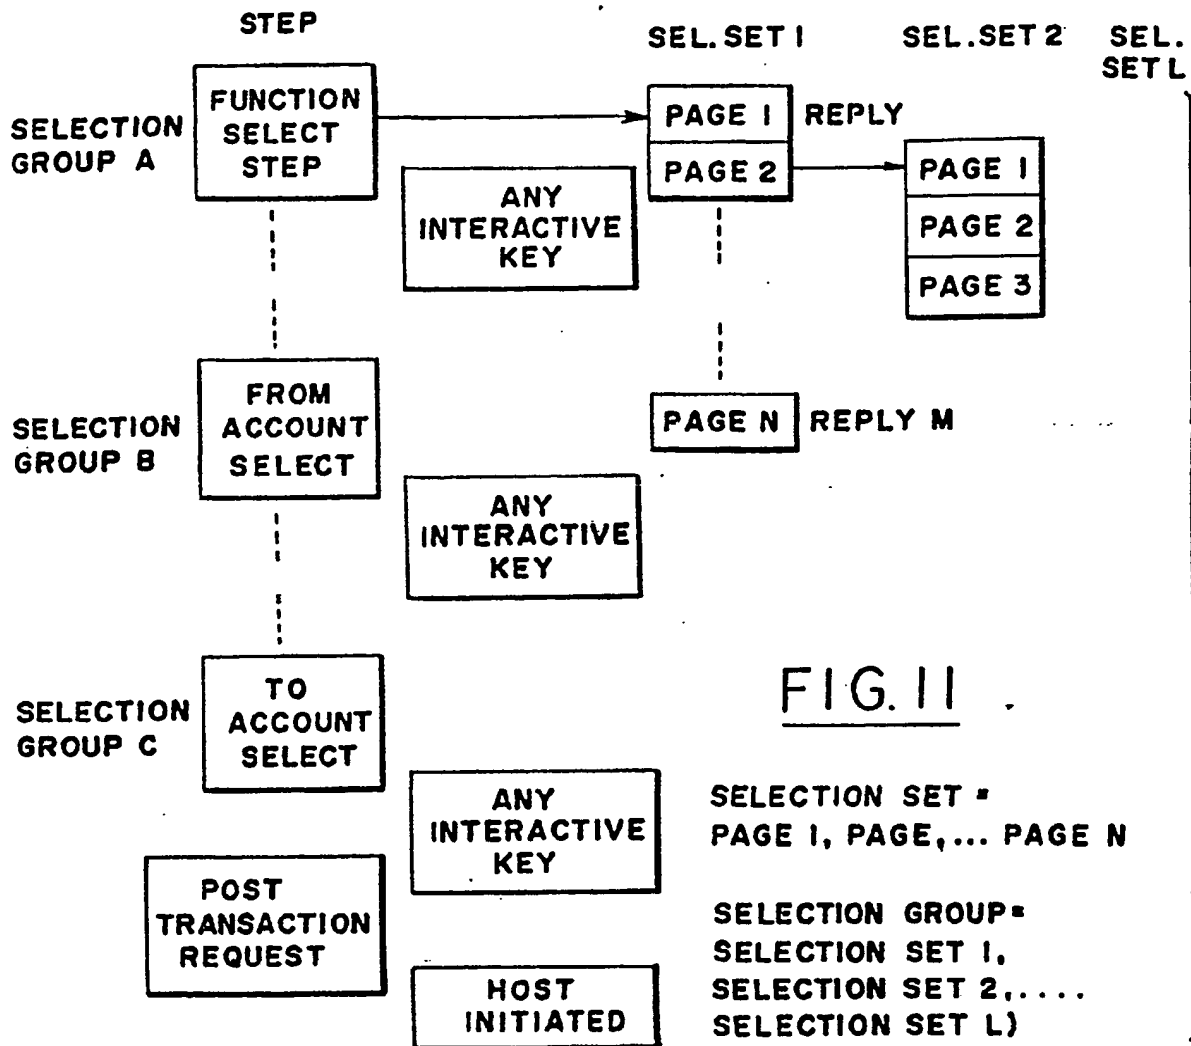 STEP
SEL. SET 1
SEL. SET 2
SEL.
SET L
SELECTION
GROUP A
FUNCTION
SELECT
STEP
ANY
INTERACTIVE
KEY
PAGE 1
REPLY
PAGE 2
PAGE 1
PAGE 2
PAGE 3
PAGE N
REPLY M
SELECTION
GROUP B
FROM
ACCOUNT
SELECT
ANY
INTERACTIVE
KEY
SELECTION
GROUP C
TO
ACCOUNT
SELECT
ANY
INTERACTIVE
KEY
POST
TRANSACTION
REQUEST
HOST
INITIATED
FIG. 11
SELECTION SET =
PAGE 1, PAGE, ... PAGE N
SELECTION GROUP=
SELECTION SET 1,
SELECTION SET 2,....
SELECTION SET L)